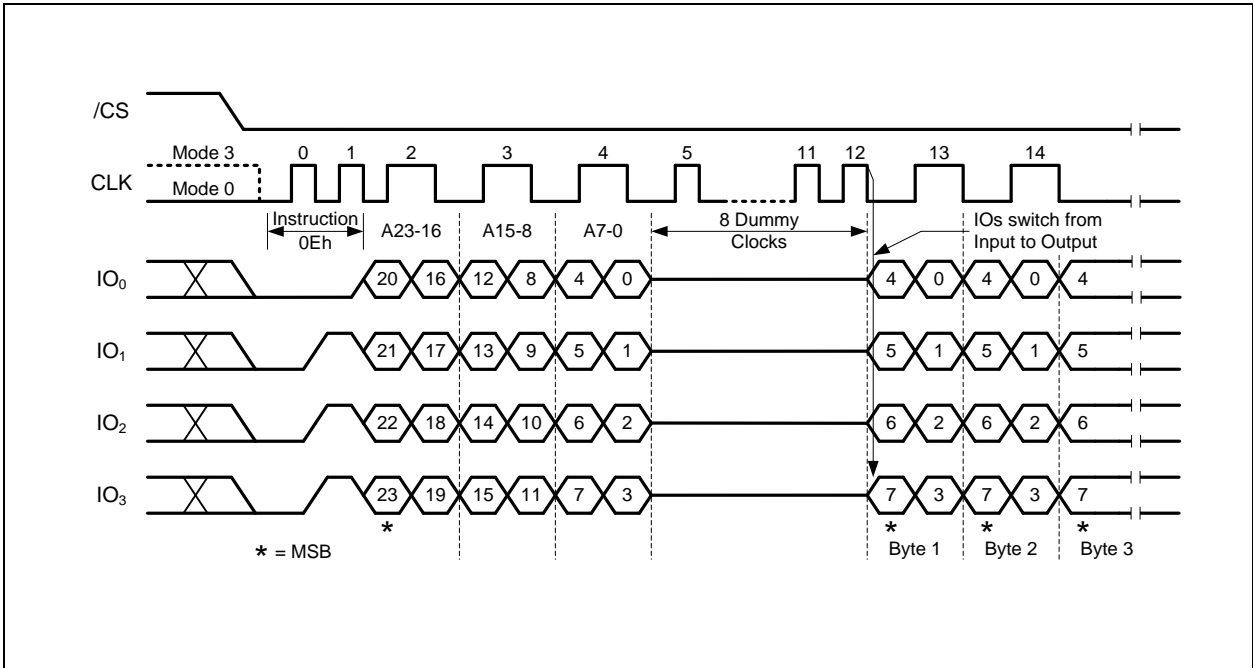 /CS
Mode 3
0 1 2 3 4 5 11 12 13 14
CLK
Mode 0
Instruction
0Eh
A23-16 A15-8 A7-0
8 Dummy
Clocks
IOs switch from
Input to Output
IO0 20 16 12 8 4 0 4 0 4 0 4
IO1 21 17 13 9 5 1 5 1 5 1 5
IO2 22 18 14 10 6 2 6 2 6 2 6
IO3 23 19 15 11 7 3 7 3 7 3 7
* * * *
* = MSB
Byte 1 Byte 2 Byte 3